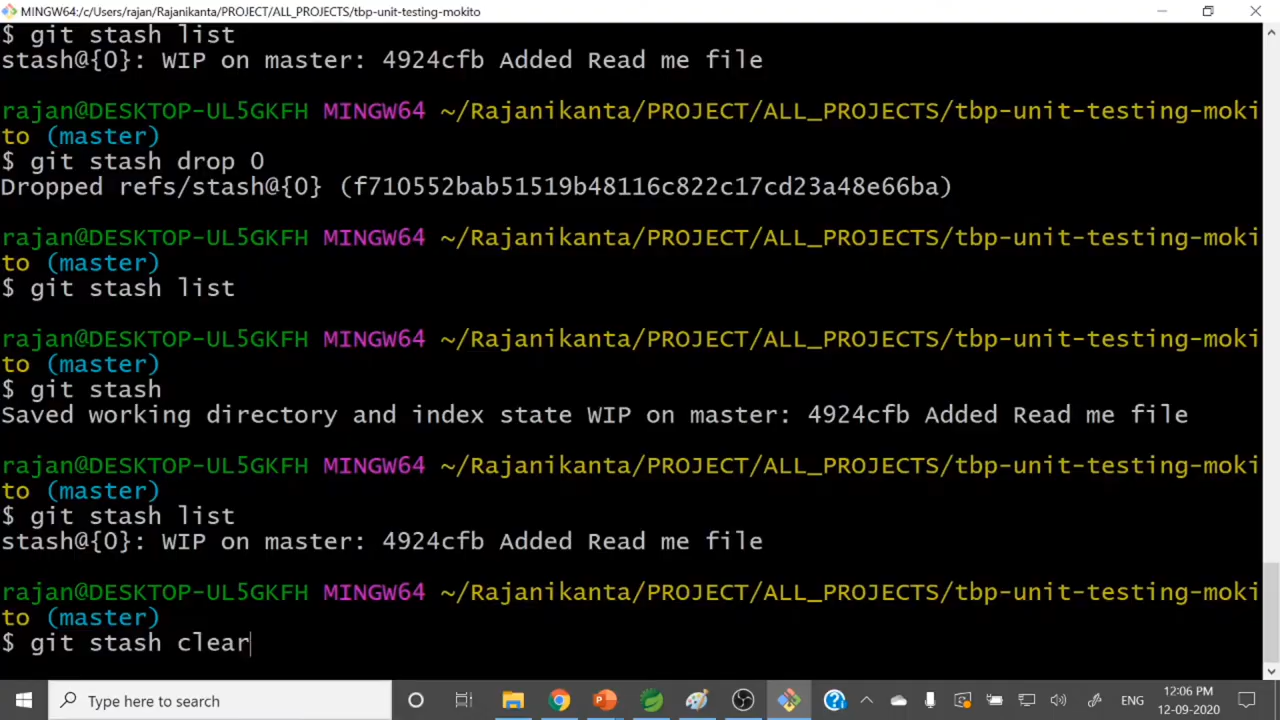 MINGW64:/c/Users/rajan/Rajanikanta/PROJECT/ALL_PROJECTS/tbp-unit-testing-mokito
$ git stash list
stash@{0}: WIP on master: 4924cfb Added Read me file
rajan@DESKTOP-UL5GKFH MINGW64 ~/Rajanikanta/PROJECT/ALL_PROJECTS/tbp-unit-testing-moki
to (master)
$ git stash drop 0
Dropped refs/stash@{0} (f710552bab51519b48116c822c17cd23a48e66ba)
rajan@DESKTOP-UL5GKFH MINGW64 ~/Rajanikanta/PROJECT/ALL_PROJECTS/tbp-unit-testing-moki
to (master)
$ git stash list
rajan@DESKTOP-UL5GKFH MINGW64 ~/Rajanikanta/PROJECT/ALL_PROJECTS/tbp-unit-testing-moki
to (master)
$ git stash
Saved working directory and index state WIP on master: 4924cfb Added Read me file
rajan@DESKTOP-UL5GKFH MINGW64 ~/Rajanikanta/PROJECT/ALL_PROJECTS/tbp-unit-testing-moki
to (master)
$ git stash list
stash@{0}: WIP on master: 4924cfb Added Read me file
rajan@DESKTOP-UL5GKFH MINGW64 ~/Rajanikanta/PROJECT/ALL_PROJECTS/tbp-unit-testing-moki
to (master)
$ git stash clear
Type here to search
ENG
12:06 PM
12-09-2020